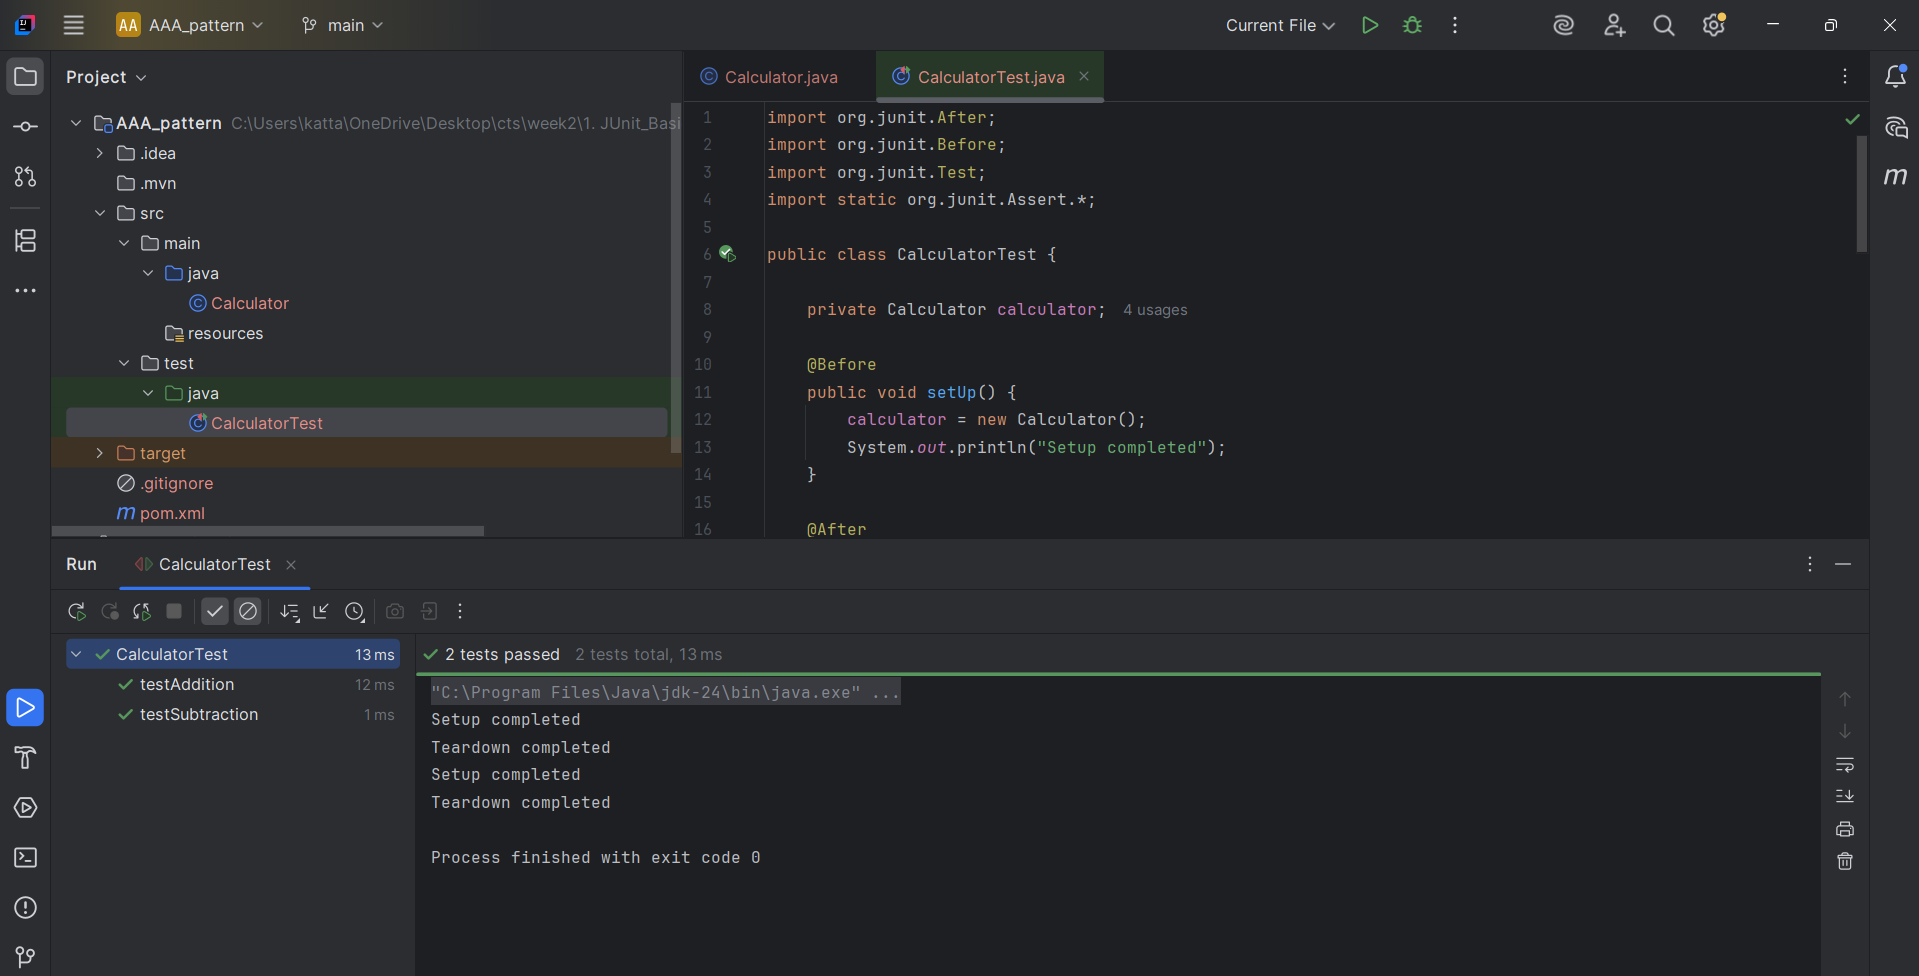 AA AAA_pattern main Current File
Project
AAA_pattern C:\Users\katta\OneDrive\Desktop\cts\week2\1. JUnit_Basi
.idea
.mvn
src
main
java
Calculator
resources
test
java
CalculatorTest
target
.gitignore
m pom.xml
Calculator.java CalculatorTest.java
1 import org.junit.After;
2 import org.junit.Before;
3 import org.junit.Test;
4 import static org.junit.Assert.*;
5
6 public class CalculatorTest {
7
8 private Calculator calculator; 4 usages
9
10 @Before
11 public void setUp() {
12 calculator = new Calculator();
13 System.out.println("Setup completed");
14 }
15
16 @After
m
Run CalculatorTest
CalculatorTest 13 ms
testAddition 12 ms
testSubtraction 1 ms
2 tests passed 2 tests total, 13 ms
"C:\Program Files\Java\jdk-24\bin\java.exe" ...
Setup completed
Teardown completed
Setup completed
Teardown completed
Process finished with exit code 0